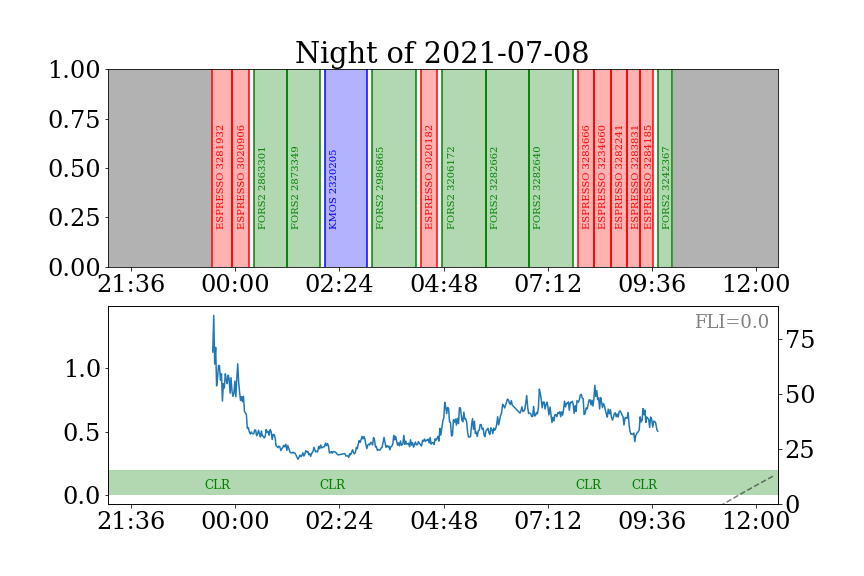 Night of 2021-07-08
1.00
0.75
0.50
0.25
0.00
ESPRESSO 3281932
ESPRESSO 3020906
FORS2 2863301
FORS2 2873349
KMOS 2320205
FORS2 2986865
ESPRESSO 3020182
FORS2 3206172
FORS2 3282662
FORS2 3282640
ESPRESSO 3283666
ESPRESSO 3234660
ESPRESSO 3282241
ESPRESSO 3283831
ESPRESSO 3284185
FORS2 3242367
21:36 00:00 02:24 04:48 07:12 09:36 12:00
FLI=0.0
1.0
0.5
0.0
75
50
25
0
CLR CLR CLR CLR
21:36 00:00 02:24 04:48 07:12 09:36 12:00